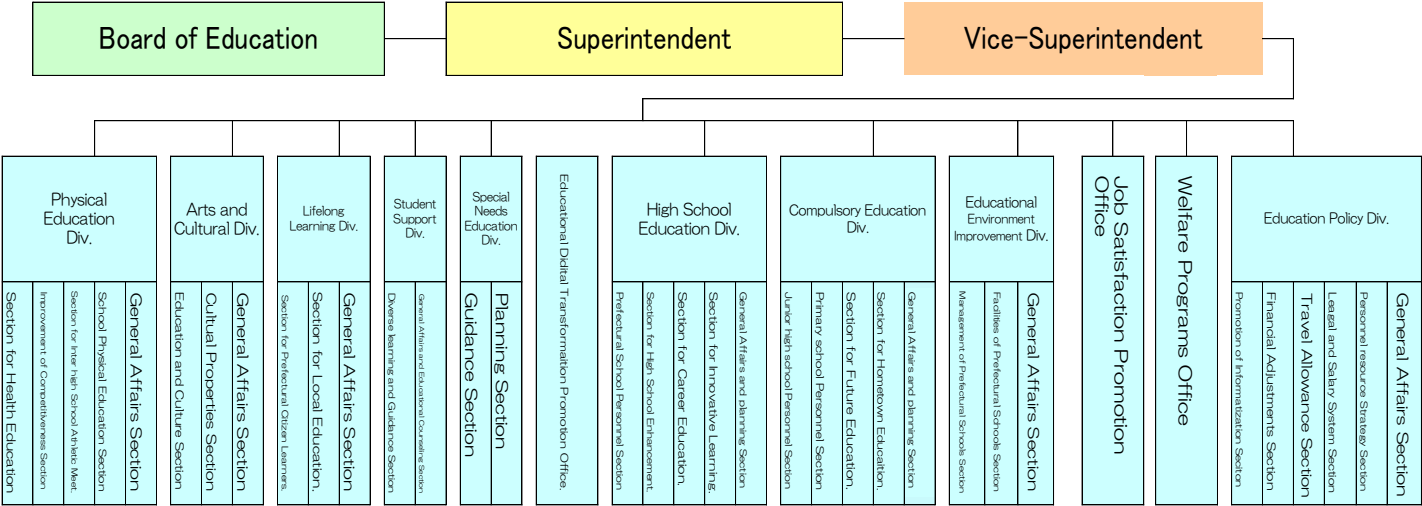 Board of Education
Superintendent
Vice-Superintendent
Physical
Education
Div.
Section for Health Education
Improvement of Competitiveness Section
Section for Inter high School Athletic Meet.
School Physical Education Section
General Affairs Section
Arts and
Cultural Div.
Education and Culture Section
Cultural Properties Section
General Affairs Section
Lifelong
Learning Div.
Section for Prefectural Citizen Learners.
Section for Local Education.
General Affairs Section
Student
Support
Div.
Diverse learning and Guidance Section
General Affairs and Educational Counseling Section
Special
Needs
Education
Div.
Guidance Section
Planning Section
Educational Didital Transformation Promotion Office.
High School
Education Div.
Prefectural School Personnel Section
Section for High School Enhancement.
Section for Career Education.
Section for Innovative Learning.
General Affairs and planning Section
Compulsory Education
Div.
Junior high school Personnel Section
Primary school Personnel Section
Section for Future Education.
Section for Hometown Educaition.
General Affairs and planning Section
Educational
Environment
Improvement Div.
Management of Prefectural Schools Section
Facilities of Prefectural Schools Section
General Affairs Section
Job Satisfaction Promotion
Office
Welfare Programs Office
Education Policy Div.
Promotion of Informatization Seciton
Financial Adjustments Section
Travel Allowance Section
Leagal and Salary System Section
Personnel resource Strategy Section
General Affairs Section